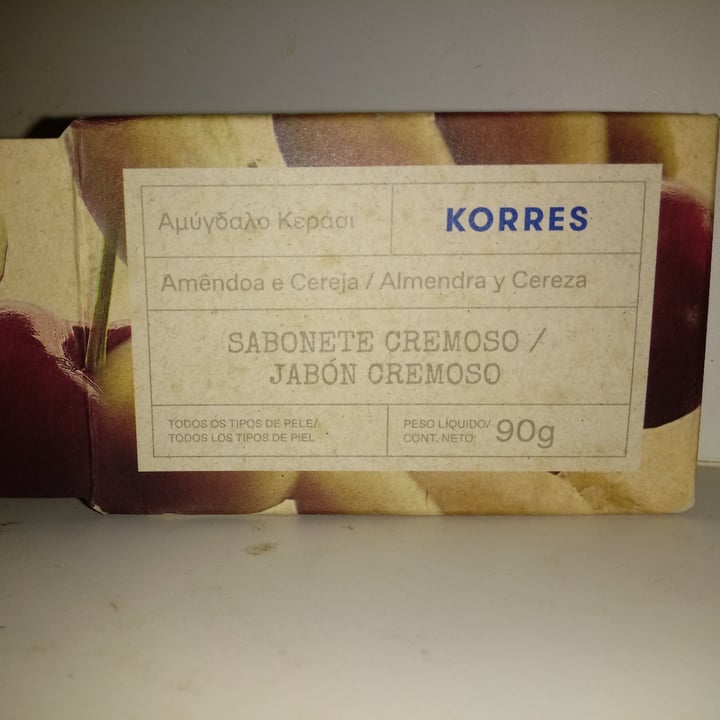 Αμύγδαλο Κεράσι
KORRES
Amêndoa e Cereja / Almendra y Cereza
SABONETE CREMOSO /
JABÓN CREMOSO
TODOS OS TIPOS DE PELE/
TODOS LOS TIPOS DE PIEL
PESO LÍQUIDO/
CONT. NETO:
90g